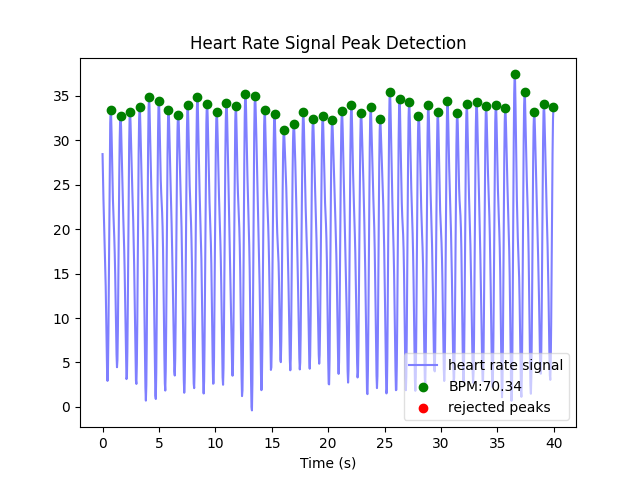 Heart Rate Signal Peak Detection
35
30
25
20
15
10
5
0
heart rate signal
BPM:70.34
rejected peaks
0 5 10 15 20 25 30 35 40
Time (s)